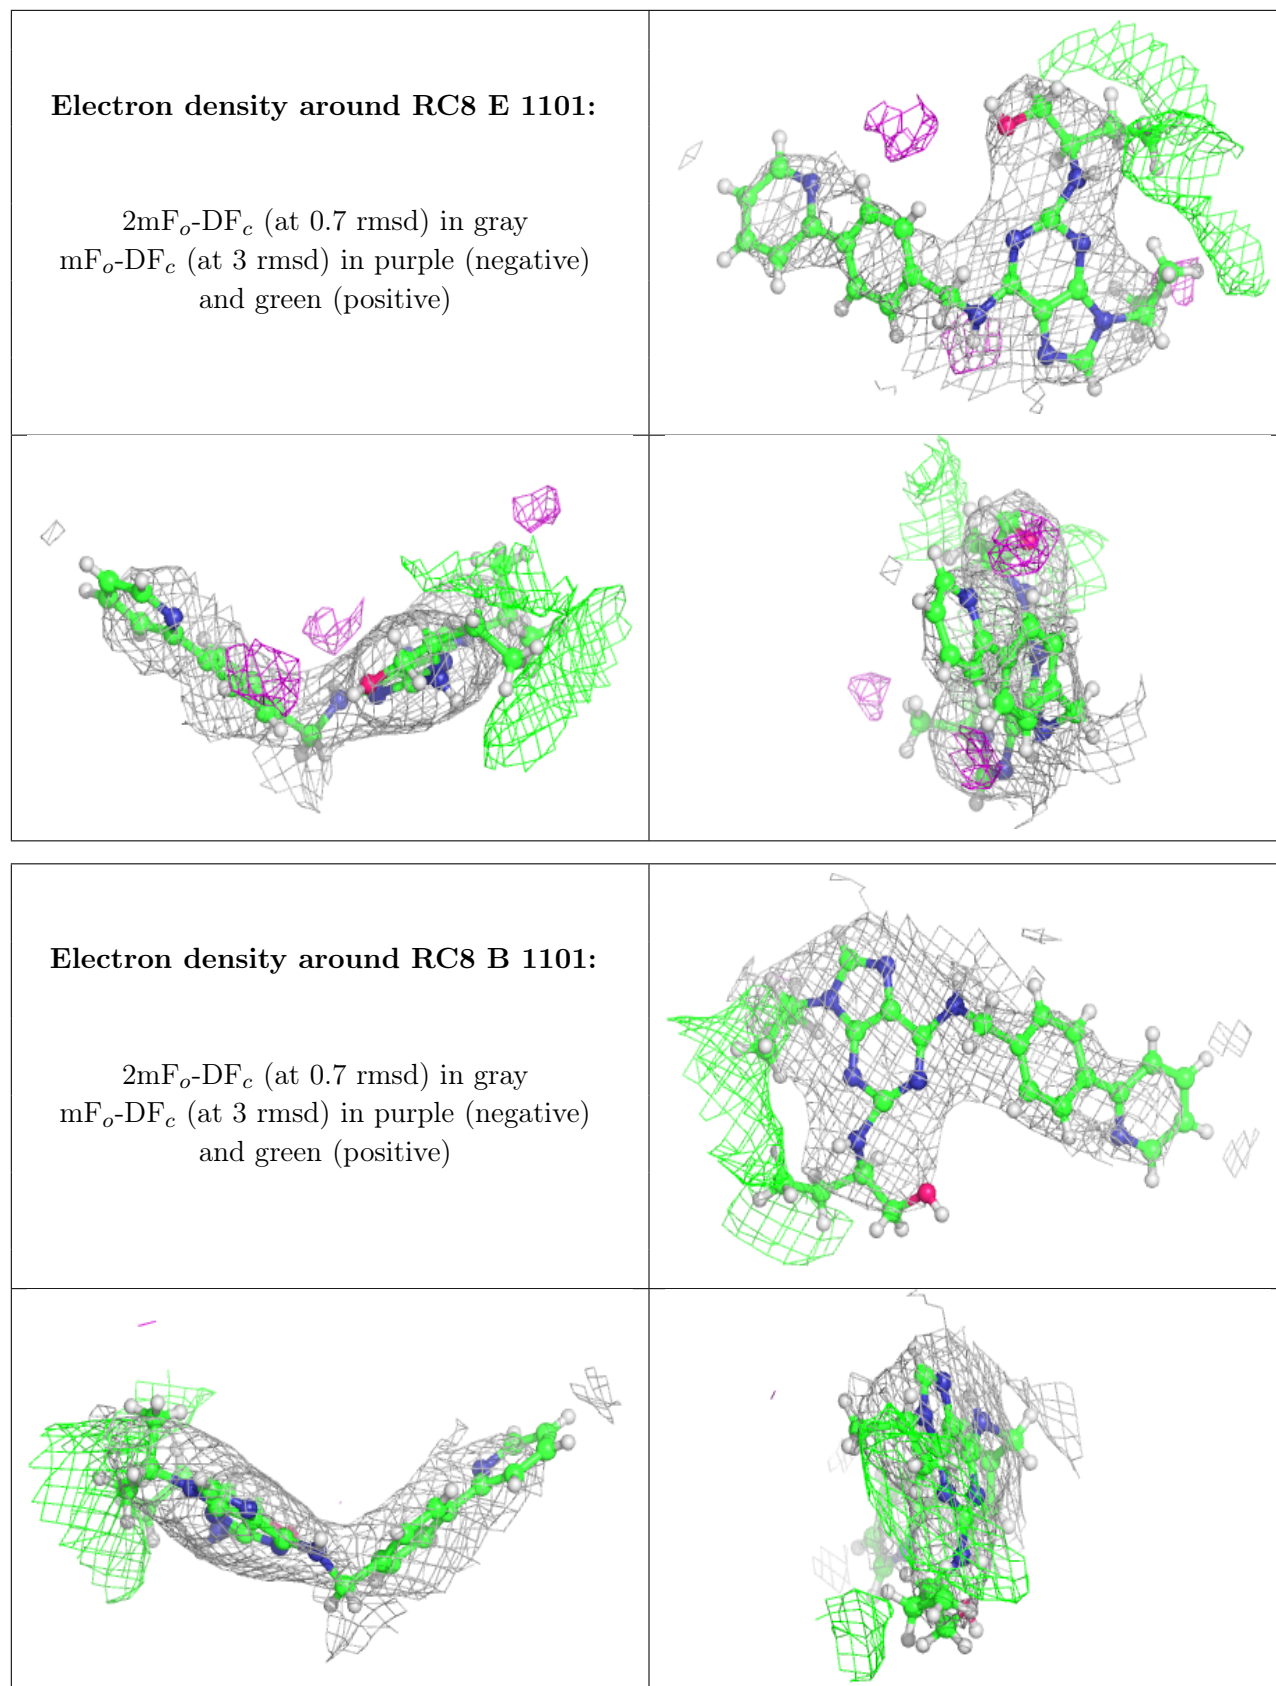 Electron density around RC8 E 1101:
2mFo-DFc (at 0.7 rmsd) in gray
mFo-DFc (at 3 rmsd) in purple (negative)
and green (positive)
Electron density around RC8 B 1101:
2mFo-DFc (at 0.7 rmsd) in gray
mFo-DFc (at 3 rmsd) in purple (negative)
and green (positive)